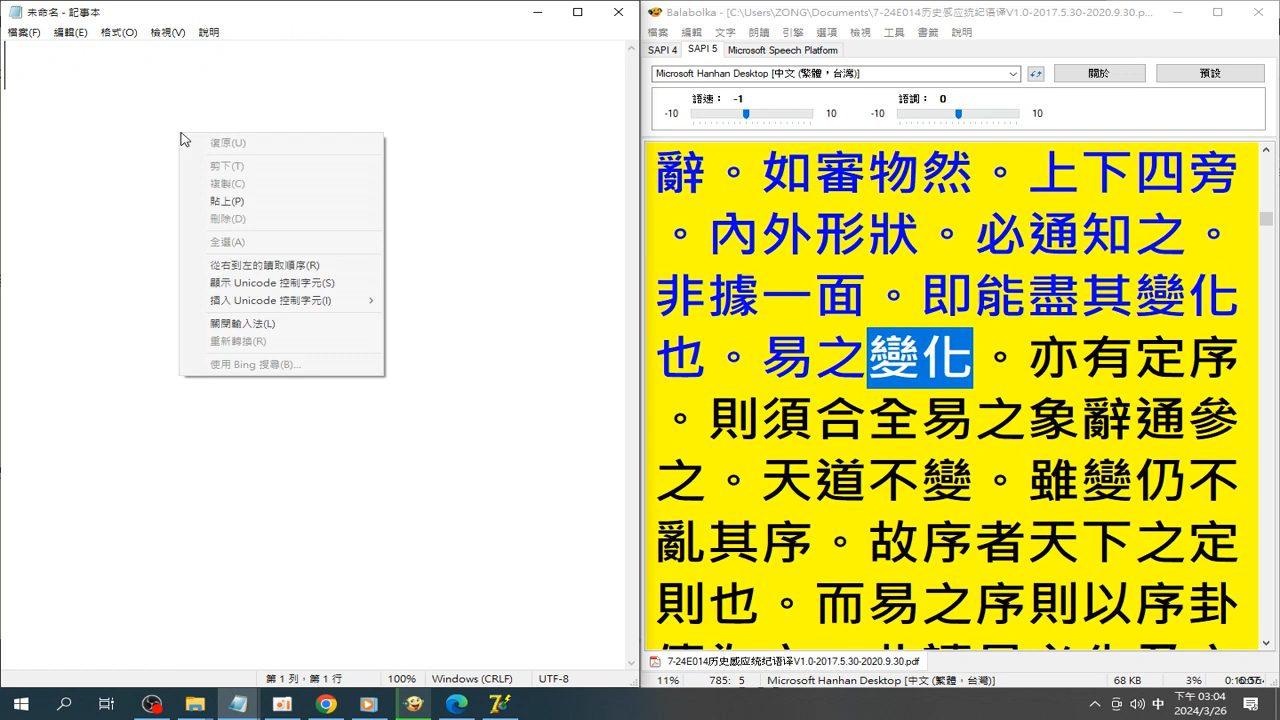 未命名 - 記事本
檔案(F) 編輯(E) 格式(O) 檢視(V) 說明
復原(U)
剪下(T)
複製(C)
貼上(P)
刪除(D)
全選(A)
從右到左的讀取順序(R)
顯示 Unicode 控制字元(S)
插入 Unicode 控制字元(I)
關閉輸入法(L)
重新轉換(R)
使用 Bing 搜尋(B)...
第 1 列，第 1 行 100% Windows (CRLF) UTF-8
Balabolka - [C:\Users\ZONG\Documents\7-24E014历史感应统纪语译V1.0-2017.5.30-2020.9.30.p...
檔案 編輯 文字 朗讀 引擎 選項 檢視 工具 書籤 說明
SAPI 4 SAPI 5 Microsoft Speech Platform
Microsoft Hanhan Desktop [中文 (繁體，台灣)] 關於 預設
語速： -1 語調： 0
-10 10 -10 10
辭。如審物然。上下四旁
。內外形狀。必通知之。
非據一面。即能盡其變化
也。易之變化。亦有定序
。則須合全易之象辭通參
之。天道不變。雖變仍不
亂其序。故序者天下之定
則也。而易之序則以序卦
7-24E014历史感应统纪语译V1.0-2017.5.30-2020.9.30.pdf
11% 785: 5 Microsoft Hanhan Desktop [中文 (繁體，台灣)] 68 KB 3%
下午 03:04
2024/3/26